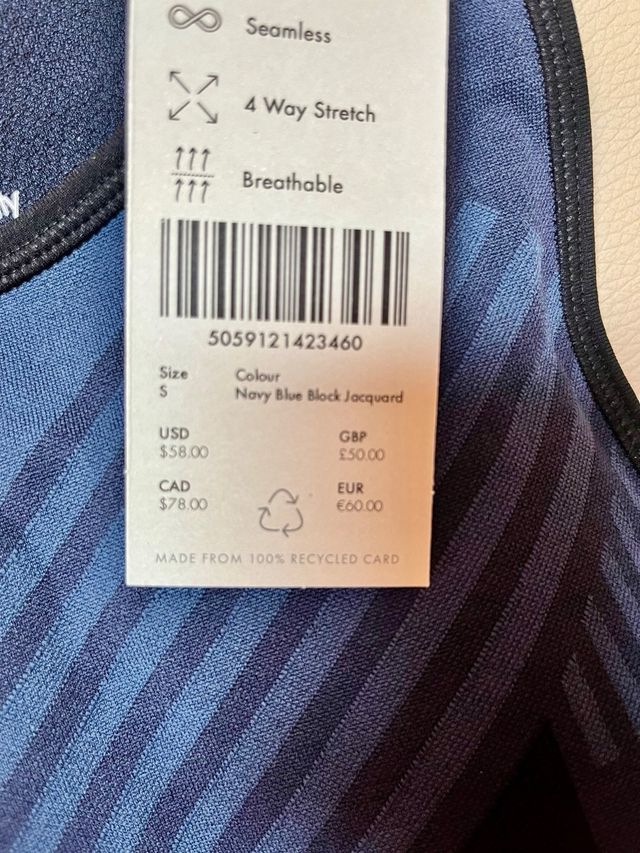 Seamless
4 Way Stretch
Breathable
5059121423460
Size Colour
S Navy Blue Block Jacquard
USD GBP
$58.00 £50.00
CAD EUR
$78.00 €60.00
MADE FROM 100% RECYCLED CARD